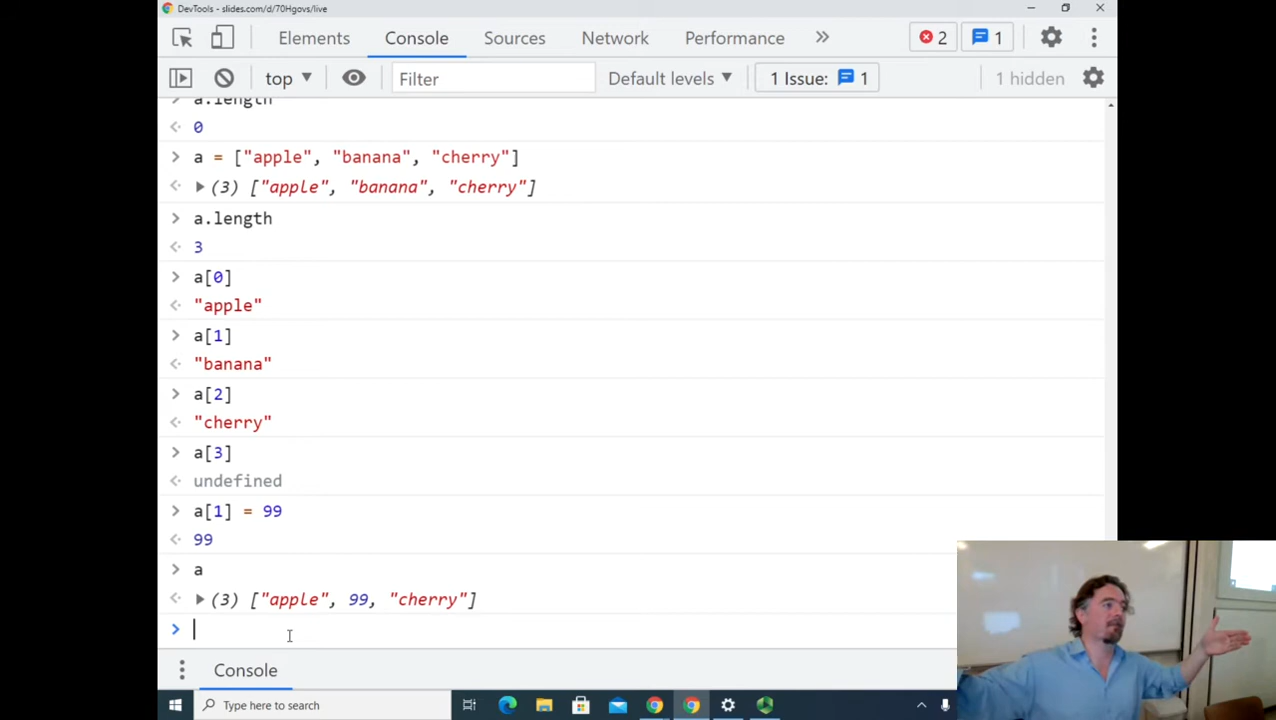 DevTools - slides.com/d/70Hgovs/live
Elements Console Sources Network Performance » 2 1
top ▼ Filter Default levels ▼ 1 Issue: 1 1 hidden
> a.length
0
> a = ["apple", "banana", "cherry"]
(3) ["apple", "banana", "cherry"]
> a.length
3
> a[0]
"apple"
> a[1]
"banana"
> a[2]
"cherry"
> a[3]
undefined
> a[1] = 99
99
> a
(3) ["apple", 99, "cherry"]
>
Console
Type here to search